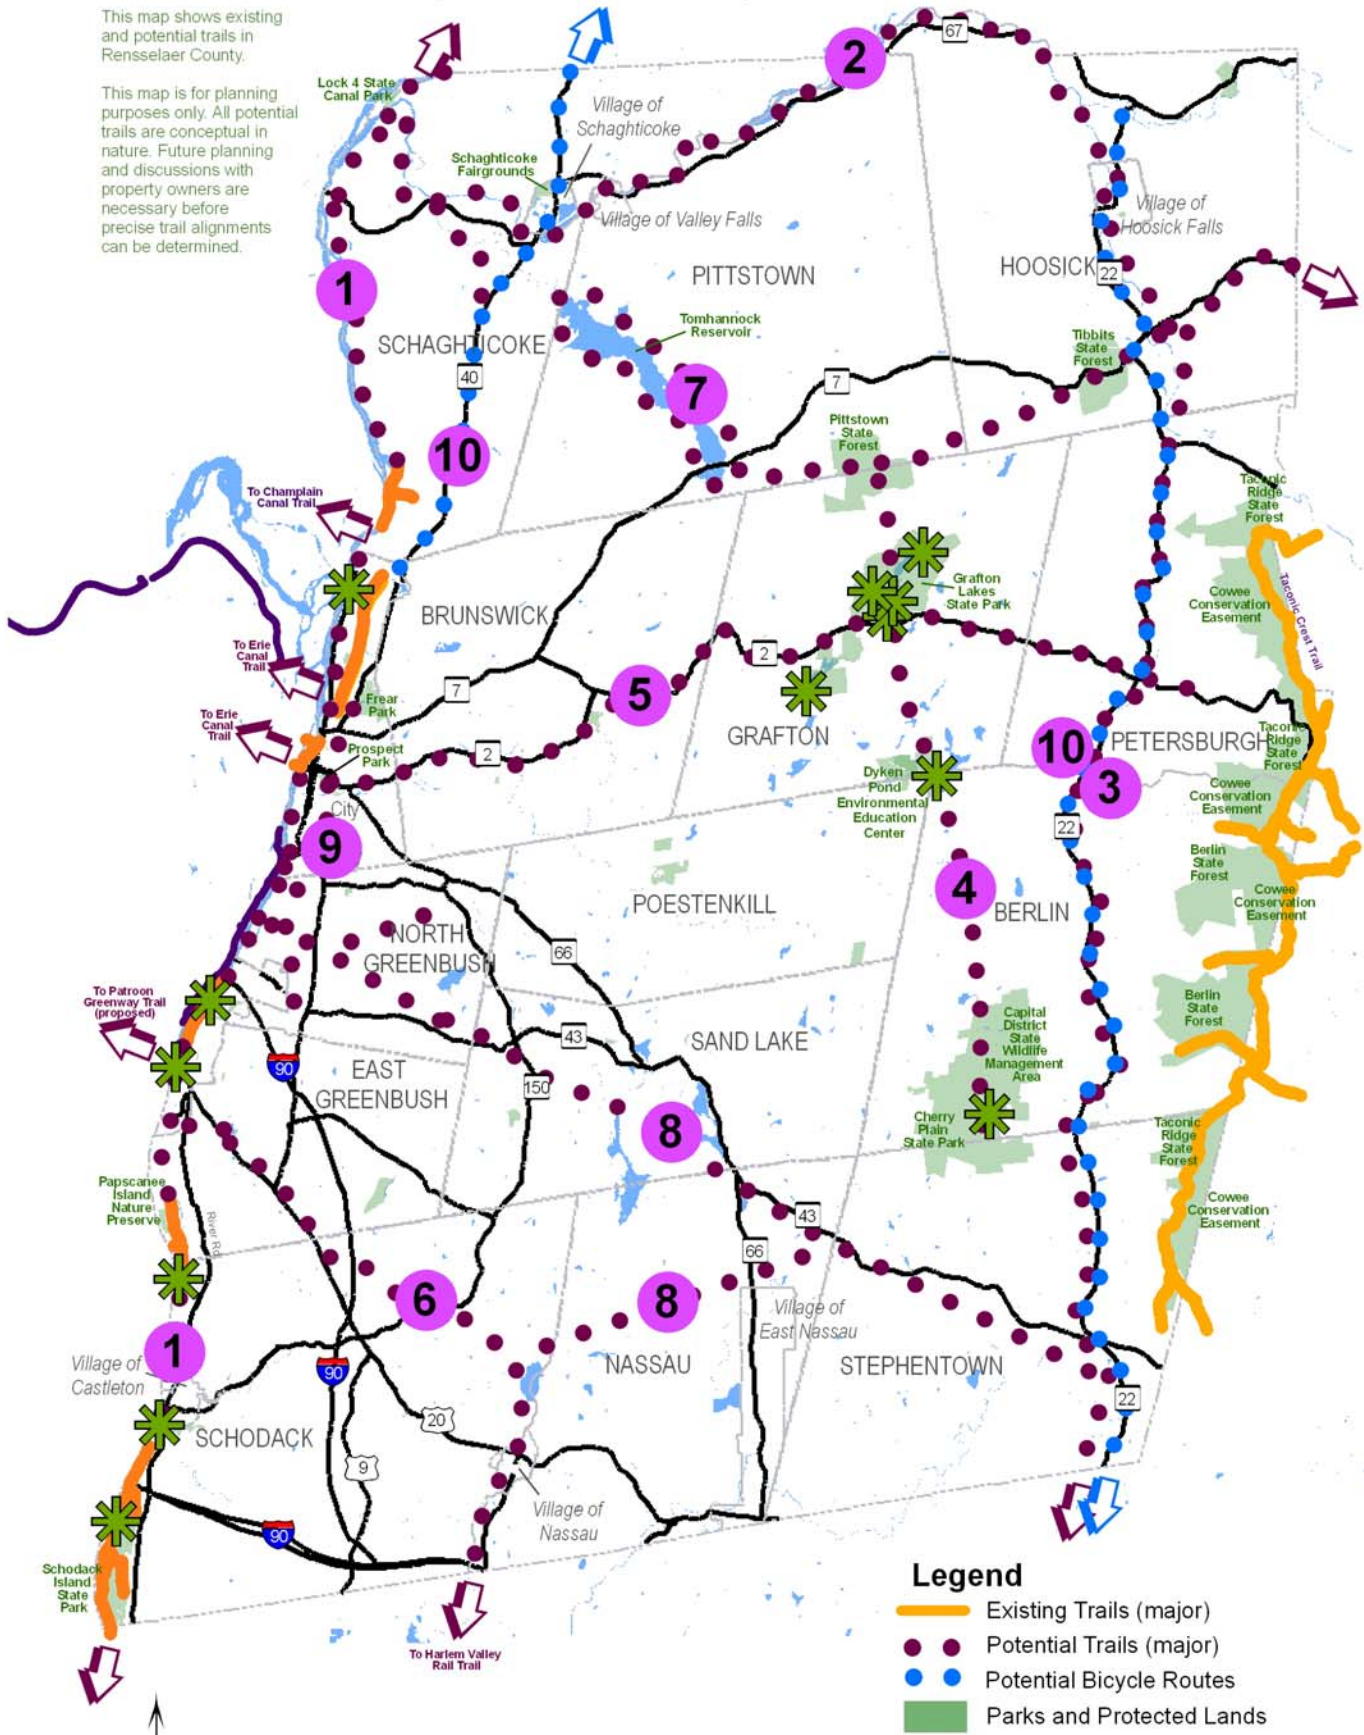 This map shows existing
and potential trails in
Rensselaer County.
This map is for planning
purposes only. All potential
trails are conceptual in
nature. Future planning
and discussions with
property owners are
necessary before
precise trail alignments
can be determined.
Lock 4 State
Canal Park
2
67
Village of
Schaghticoke
Schaghticoke
Fairgrounds
Village of Valley Falls
Village of
Hoosick Falls
1
PITTSTOWN
HOOSICK
22
Tomhannock
Reservoir
Tibbits
State
Forest
SCHAGHTICOKE
40
7
7
Pittstown
State
Forest
10
To Champlain
Canal Trail
Taconic
Ridge
State
Forest
Grafton
Lakes
State Park
Cowee
Conservation
Easement
Taconic Crest Trail
BRUNSWICK
To Erie
Canal
Trail
2
7
5
Frear
Park
To Erie
Canal
Trail
Prospect
Park
2
GRAFTON
10
PETERSBURGH
Taconic
Ridge
State
Forest
Dyken
Pond
Environmental
Education
Center
3
Cowee
Conservation
Easement
City
9
22
Berlin
State
Forest
4
BERLIN
Cowee
Conservation
Easement
POESTENKILL
NORTH
GREENBUSH
66
To Patroon
Greenway Trail
(proposed)
Berlin
State
Forest
Capital
District
State
Wildlife
Management
Area
43
SAND LAKE
90
EAST
GREENBUSH
150
8
Cherry
Plain
State Park
Taconic
Ridge
State
Forest
Papscanee
Island
Nature
Preserve
River Rd
Cowee
Conservation
Easement
43
66
6
8
Village of
East Nassau
1
Village of
Castleton
90
NASSAU
STEPHENTOWN
22
20
SCHODACK
9
Village of
Nassau
90
Schodack
Island
State
Park
To Harlem Valley
Rail Trail
Legend
Existing Trails (major)
Potential Trails (major)
Potential Bicycle Routes
Parks and Protected Lands